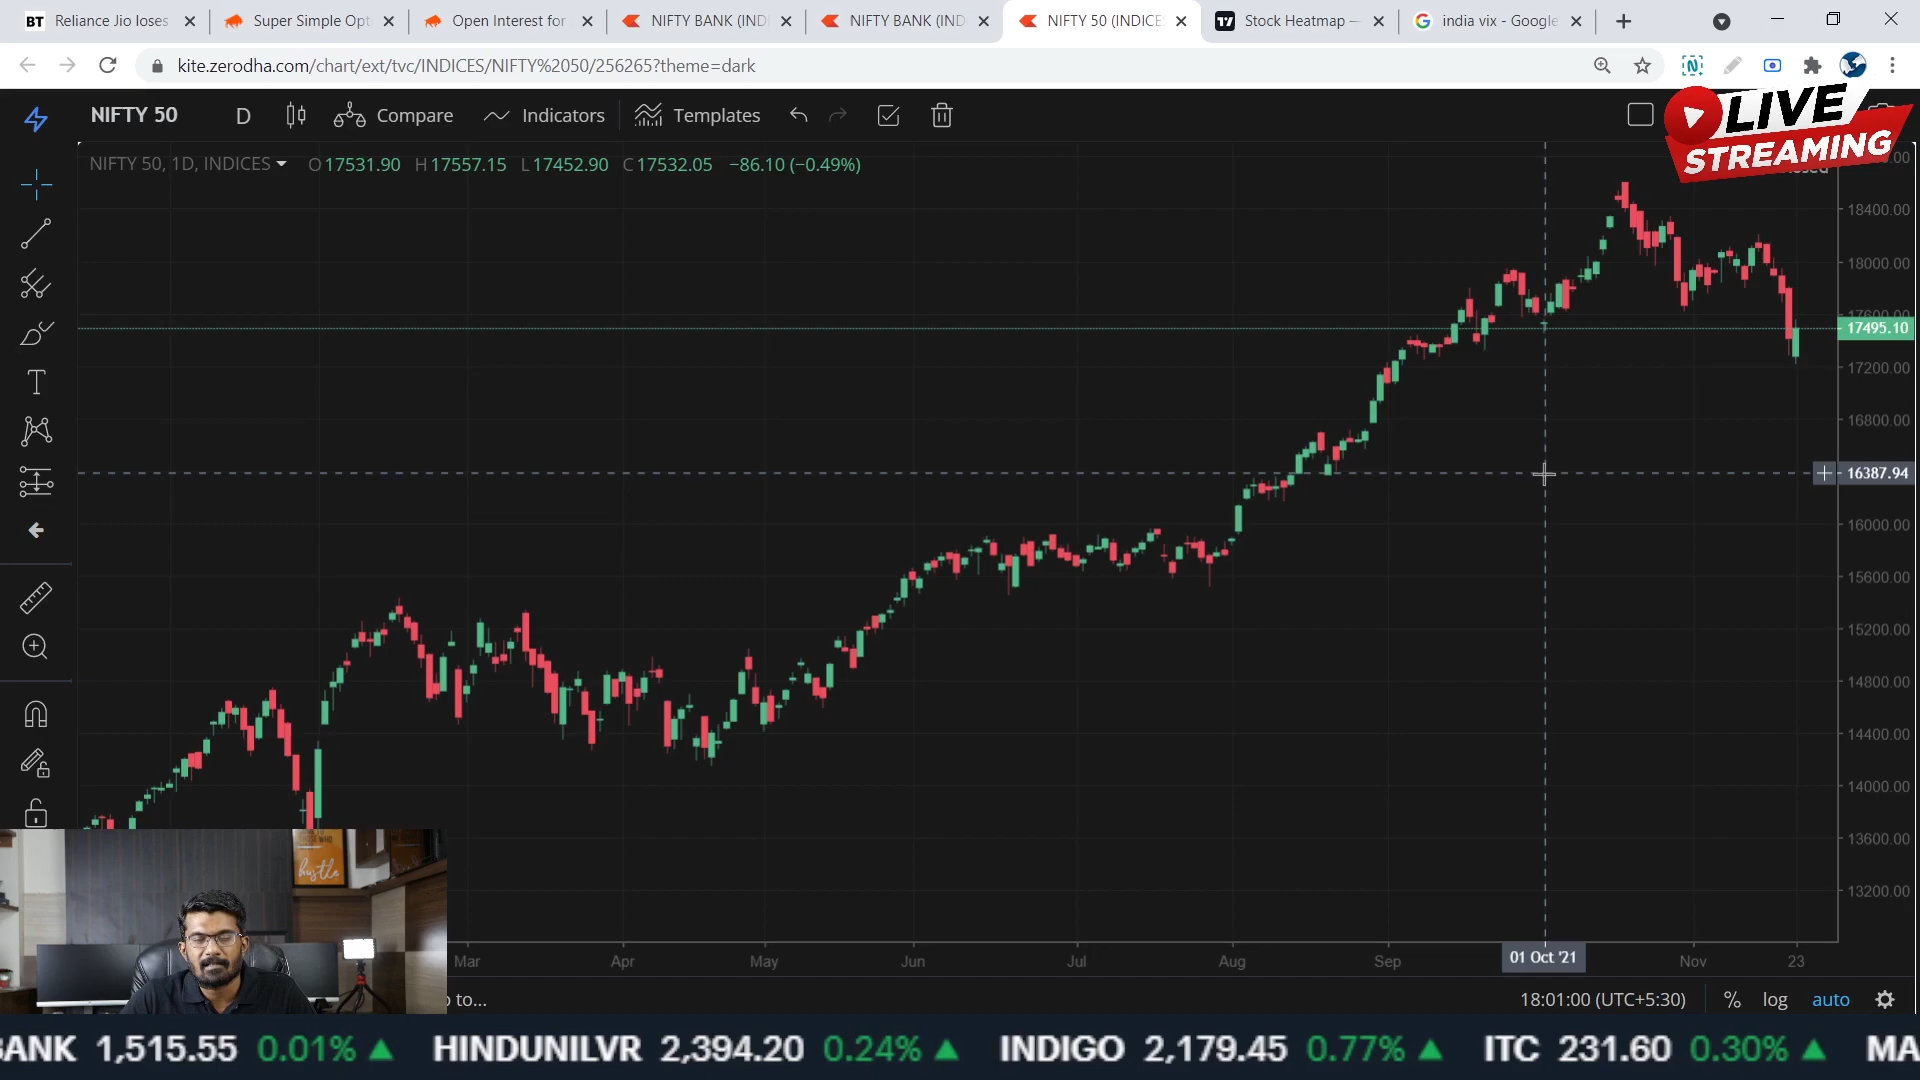 BT Reliance Jio loses
Super Simple Opt
Open Interest for
NIFTY BANK (IND
NIFTY BANK (IND
NIFTY 50 (INDICES
Stock Heatmap —
india vix - Google
kite.zerodha.com/chart/ext/tvc/INDICES/NIFTY%2050/256265?theme=dark
NIFTY 50
D
Compare
Indicators
Templates
LIVE
STREAMING
NIFTY 50, 1D, INDICES
O17531.90 H17557.15 L17452.90 C17532.05 −86.10 (−0.49%)
18400.00
18000.00
17600.00
17495.10
17200.00
16800.00
16387.94
16000.00
15600.00
15200.00
14800.00
14400.00
14000.00
13600.00
13200.00
hustle
Mar Apr May Jun Jul Aug Sep 01 Oct '21 Nov 23
to...
18:01:00 (UTC+5:30) % log auto
BANK 1,515.55 0.01% ▲ HINDUNILVR 2,394.20 0.24% ▲ INDIGO 2,179.45 0.77% ▲ ITC 231.60 0.30% ▲ MA